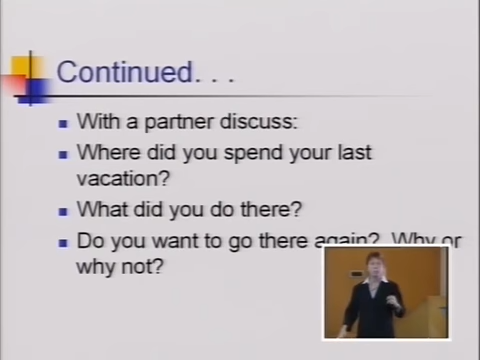 Continued. . .
With a partner discuss:
Where did you spend your last
vacation?
What did you do there?
Do you want to go there again? Why or
why not?